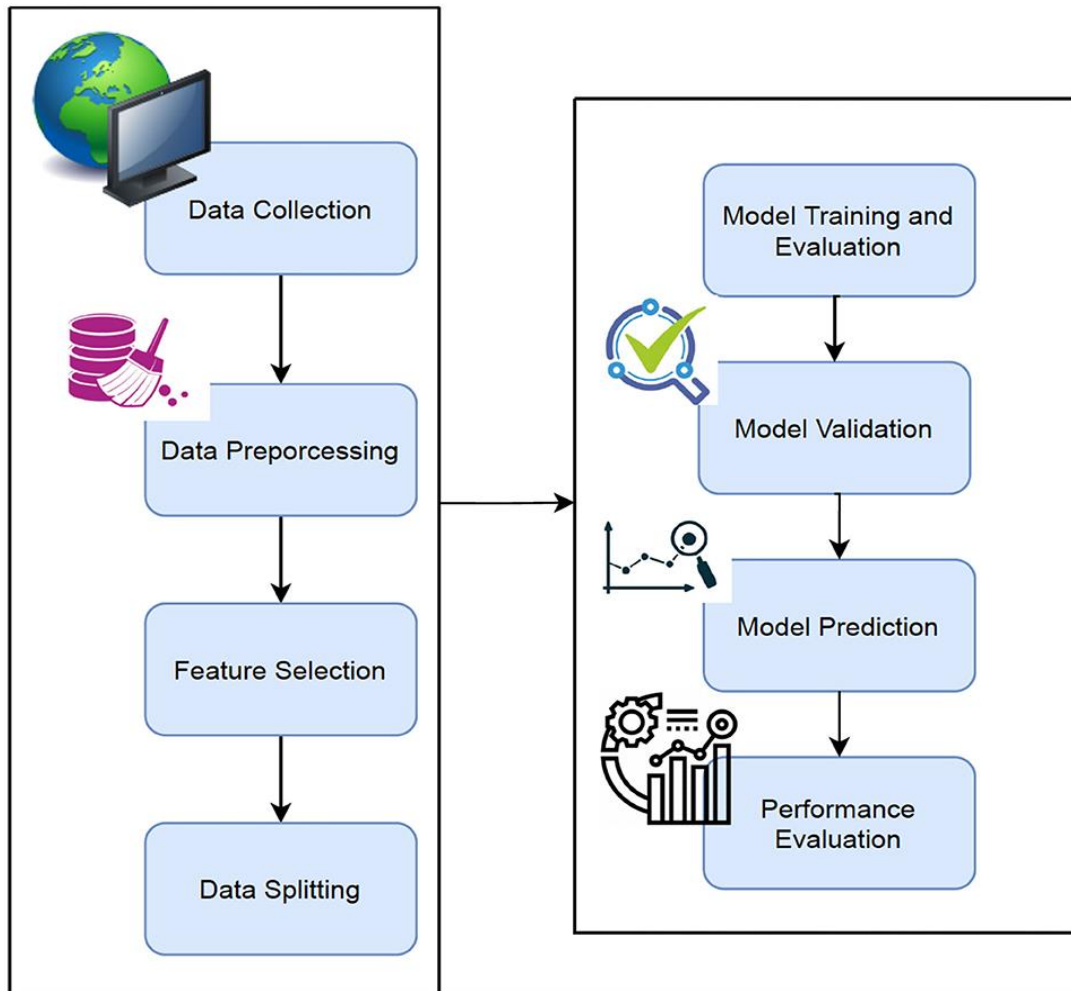 Data Collection
Data Preporcessing
Feature Selection
Data Splitting
Model Training and
Evaluation
Model Validation
Model Prediction
Performance
Evaluation